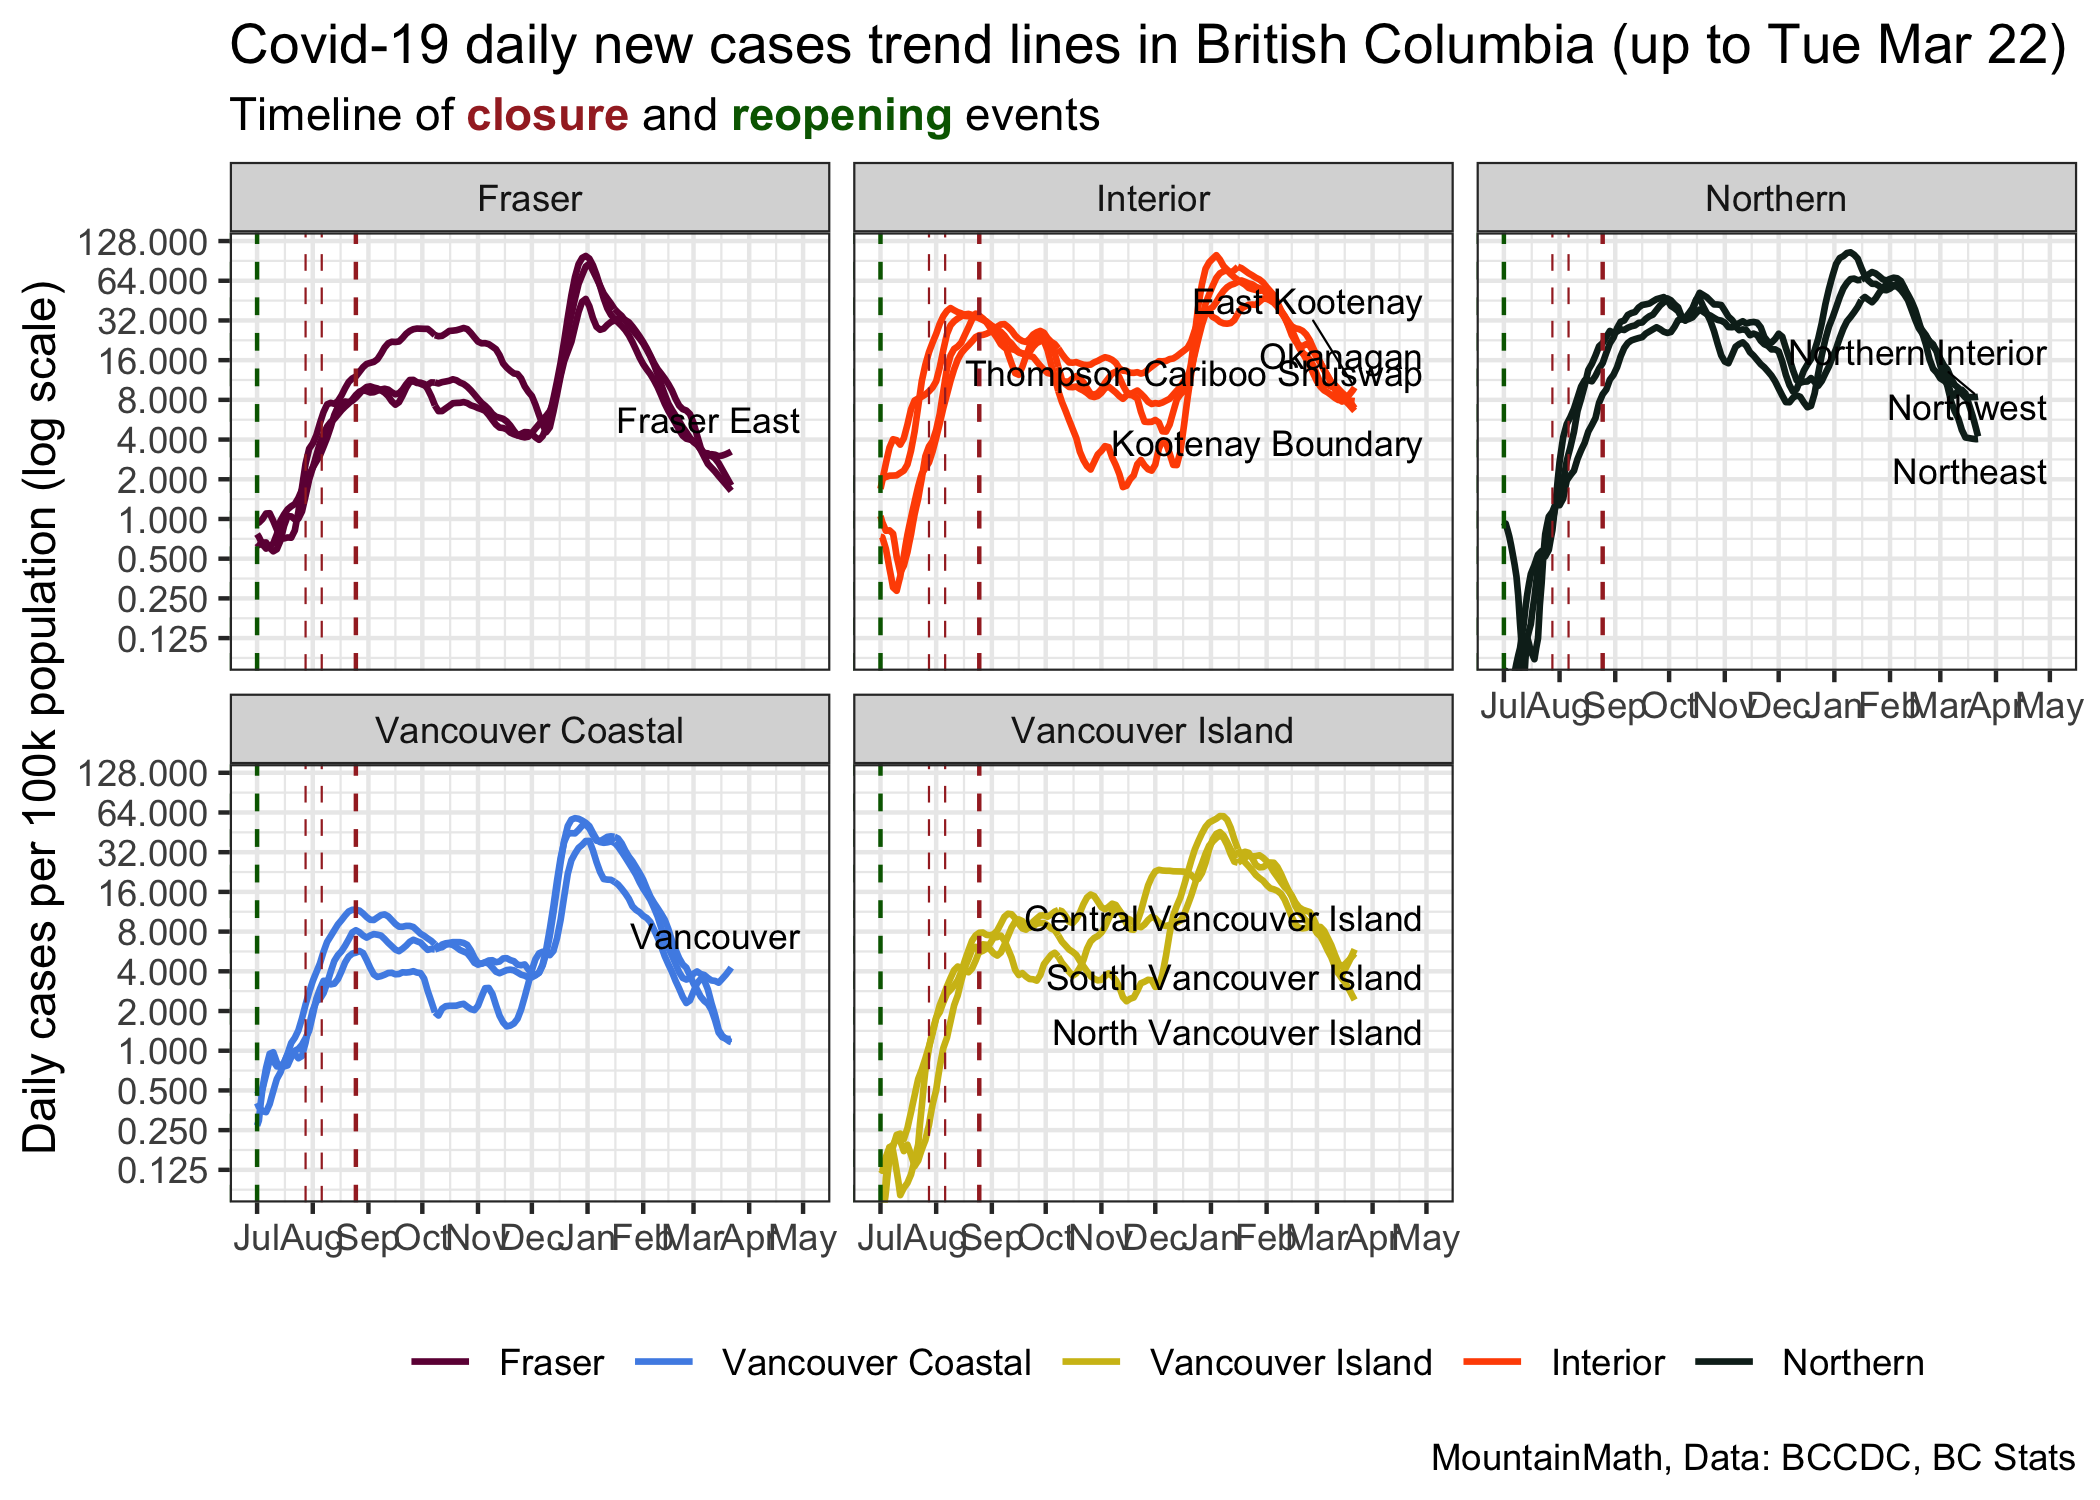 Covid-19 daily new cases trend lines in British Columbia (up to Tue Mar 22)
Timeline of closure and reopening events
Daily cases per 100k population (log scale)
Fraser
128.000
64.000
32.000
16.000
8.000
4.000
2.000
1.000
0.500
0.250
0.125
Fraser East
Interior
East Kootenay
Okanagan
Thompson Cariboo Shuswap
Kootenay Boundary
Northern
Northern Interior
Northwest
Northeast
Jul Aug Sep Oct Nov Dec Jan Feb Mar Apr May
Vancouver Coastal
128.000
64.000
32.000
16.000
8.000
4.000
2.000
1.000
0.500
0.250
0.125
Vancouver
Jul Aug Sep Oct Nov Dec Jan Feb Mar Apr May
Vancouver Island
Central Vancouver Island
South Vancouver Island
North Vancouver Island
Jul Aug Sep Oct Nov Dec Jan Feb Mar Apr May
Fraser Vancouver Coastal Vancouver Island Interior Northern
MountainMath, Data: BCCDC, BC Stats